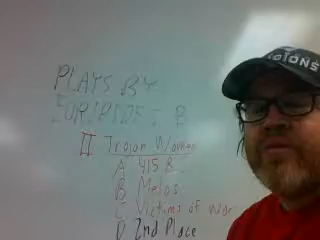 PLAYS BY
EURIPIDES: B
II Trojan Women
A 415 B.
B Melos
C Victims of War
D 2nd Place